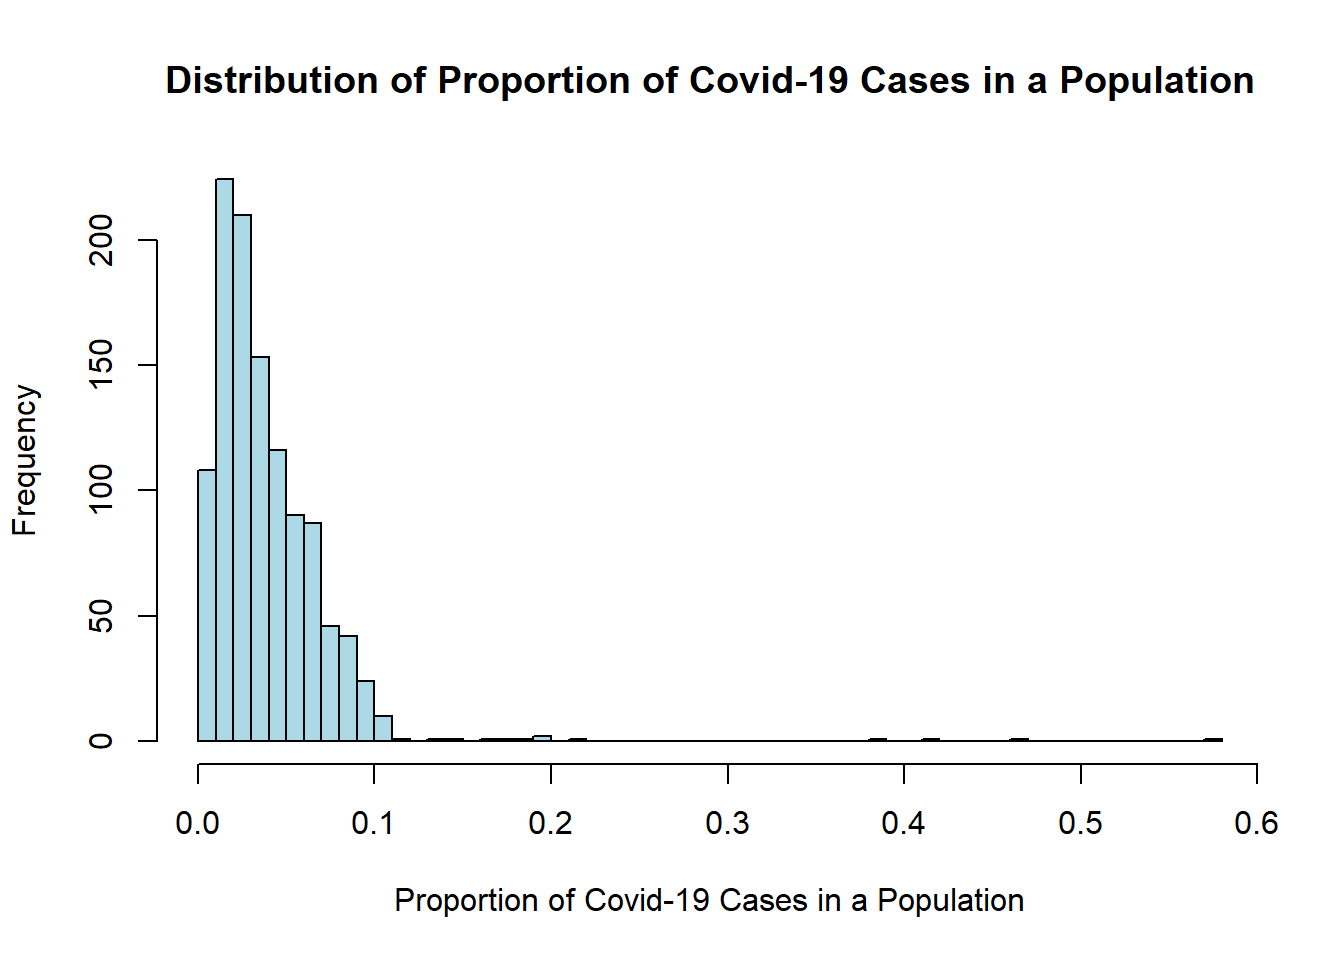 Distribution of Proportion of Covid-19 Cases in a Population
Frequency
200
150
100
50
0
0.0 0.1 0.2 0.3 0.4 0.5 0.6
Proportion of Covid-19 Cases in a Population